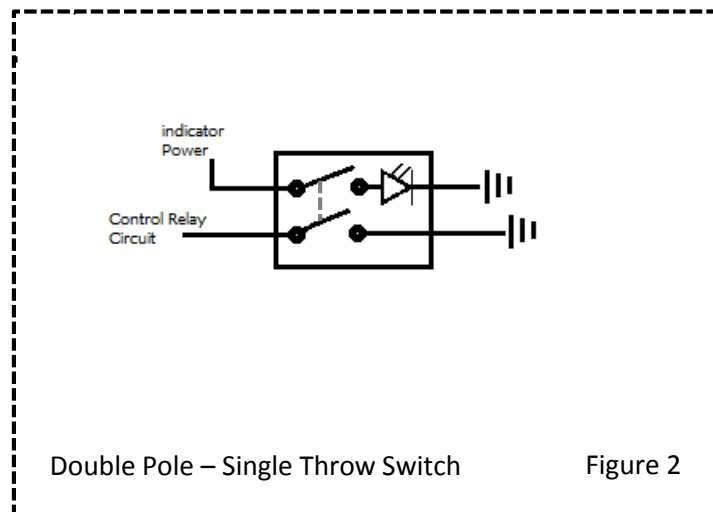 indicator
Power
Control Relay
Circuit
Double Pole – Single Throw Switch
Figure 2